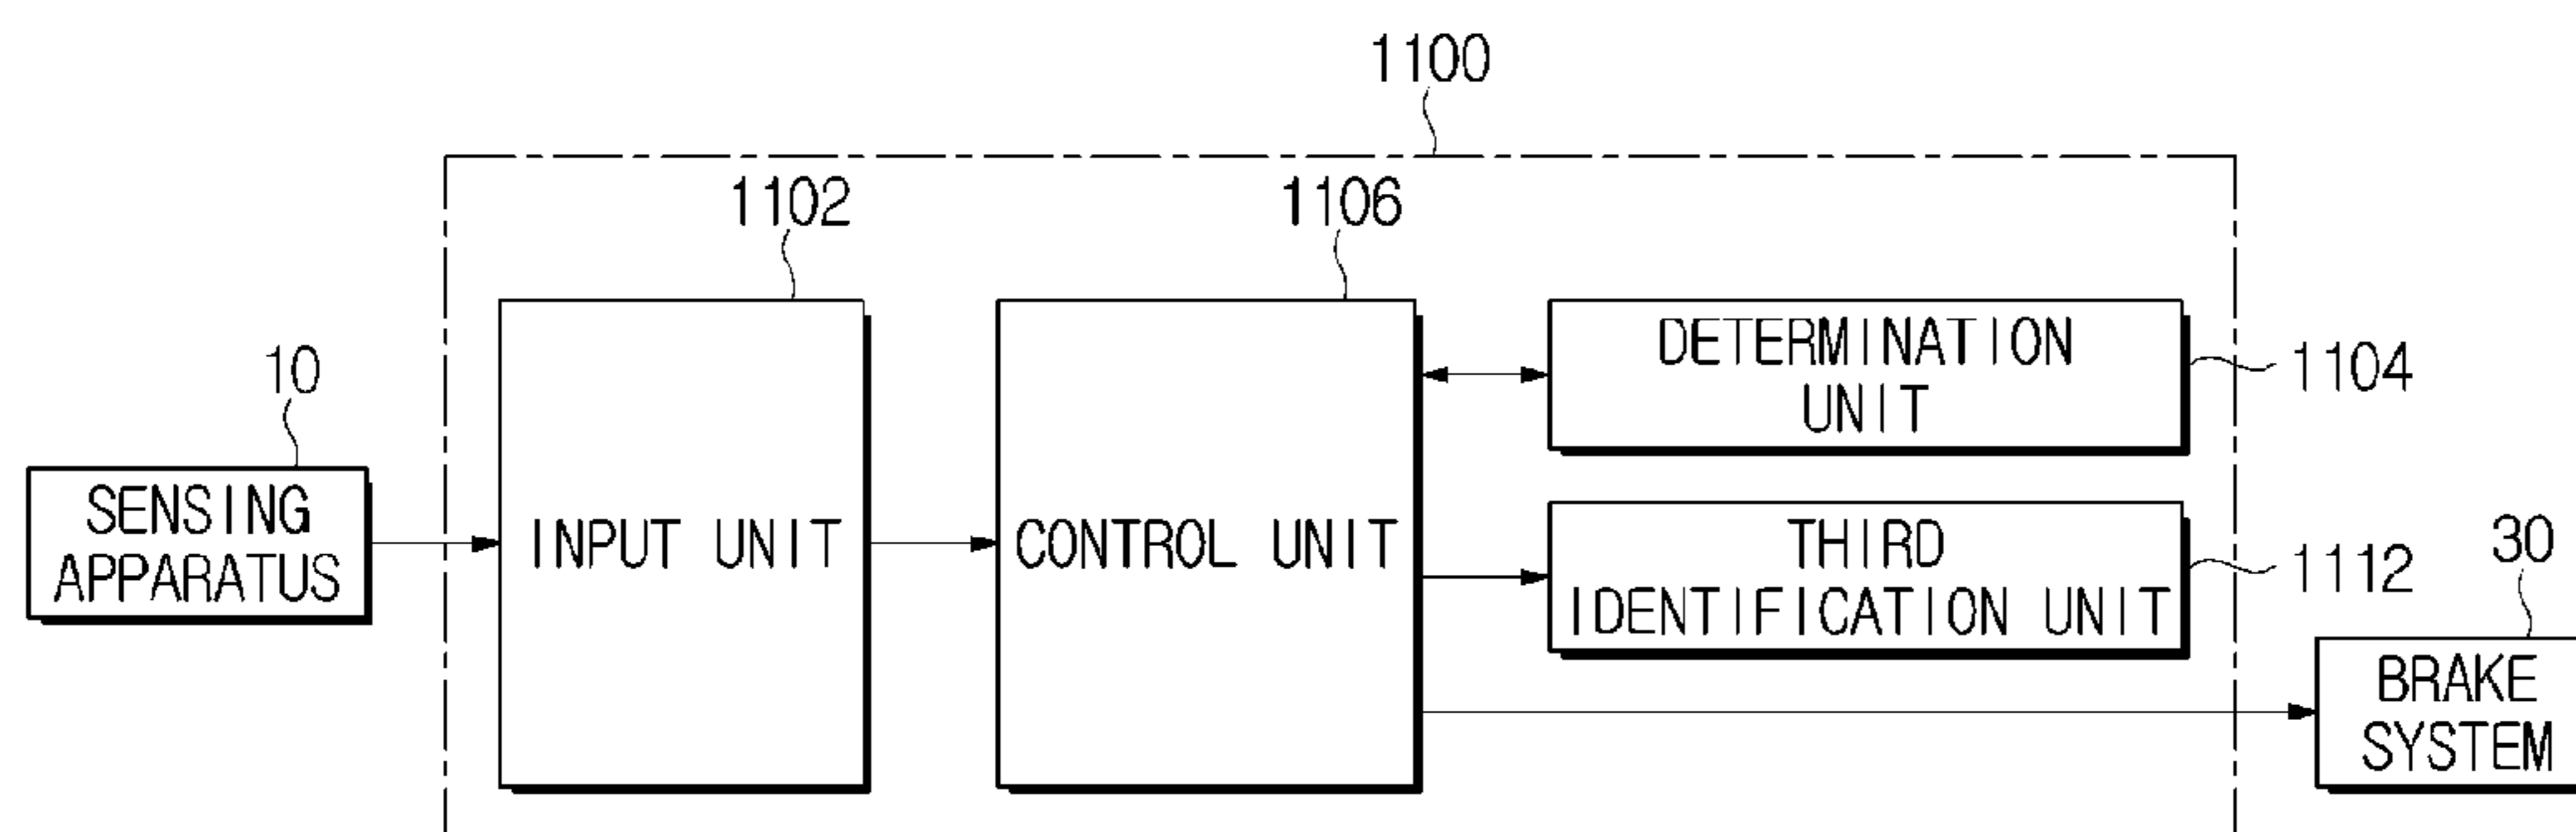 1100
1102
1106
DETERMINATION
UNIT
1104
10
SENSING
APPARATUS
INPUT UNIT
CONTROL UNIT
THIRD
IDENTIFICATION UNIT
1112
30
BRAKE
SYSTEM